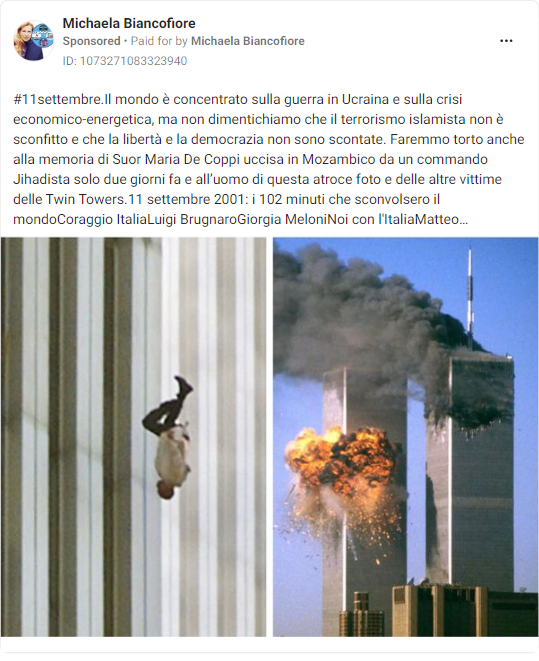 Michaela Biancofiore
Sponsored • Paid for by Michaela Biancofiore
ID: 1073271083323940
#11settembre.Il mondo è concentrato sulla guerra in Ucraina e sulla crisi
economico-energetica, ma non dimentichiamo che il terrorismo islamista non è
sconfitto e che la libertà e la democrazia non sono scontate. Faremmo torto anche
alla memoria di Suor Maria De Coppi uccisa in Mozambico da un commando
Jihadista solo due giorni fa e all’uomo di questa atroce foto e delle altre vittime
delle Twin Towers.11 settembre 2001: i 102 minuti che sconvolsero il
mondoCoraggio ItaliaLuigi BrugnaroGiorgia MeloniNoi con l'ItaliaMatteo…